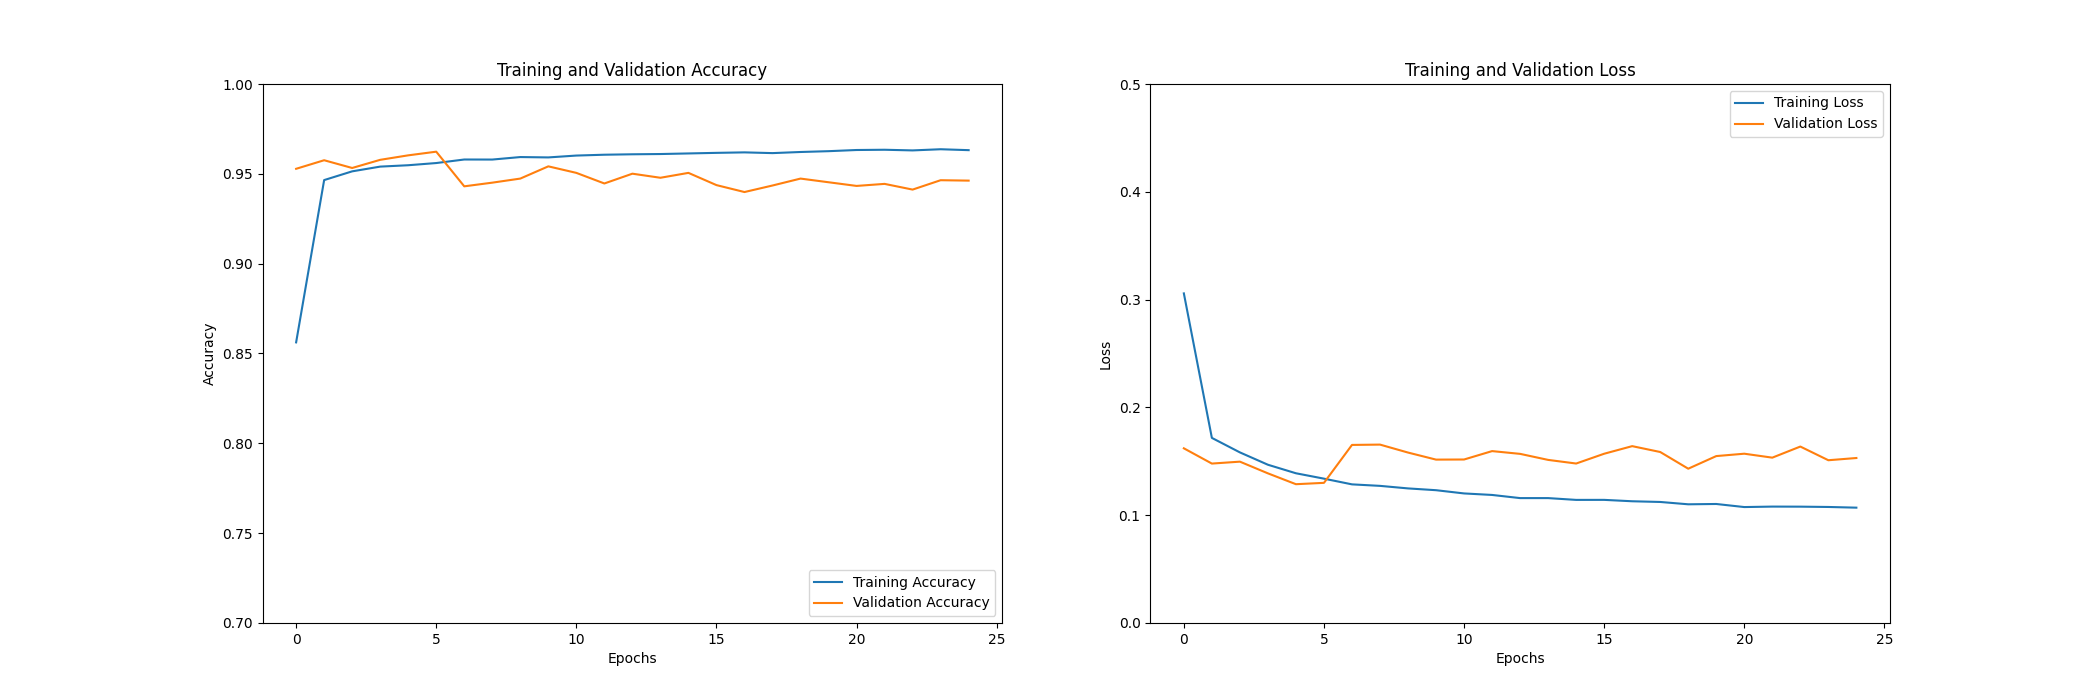 Training and Validation Accuracy
1.00
0.95
0.90
0.85
0.80
0.75
0.70
Accuracy
0 5 10 15 20 25
Epochs
Training Accuracy
Validation Accuracy
Training and Validation Loss
0.5
0.4
0.3
0.2
0.1
0.0
Loss
0 5 10 15 20 25
Epochs
Training Loss
Validation Loss